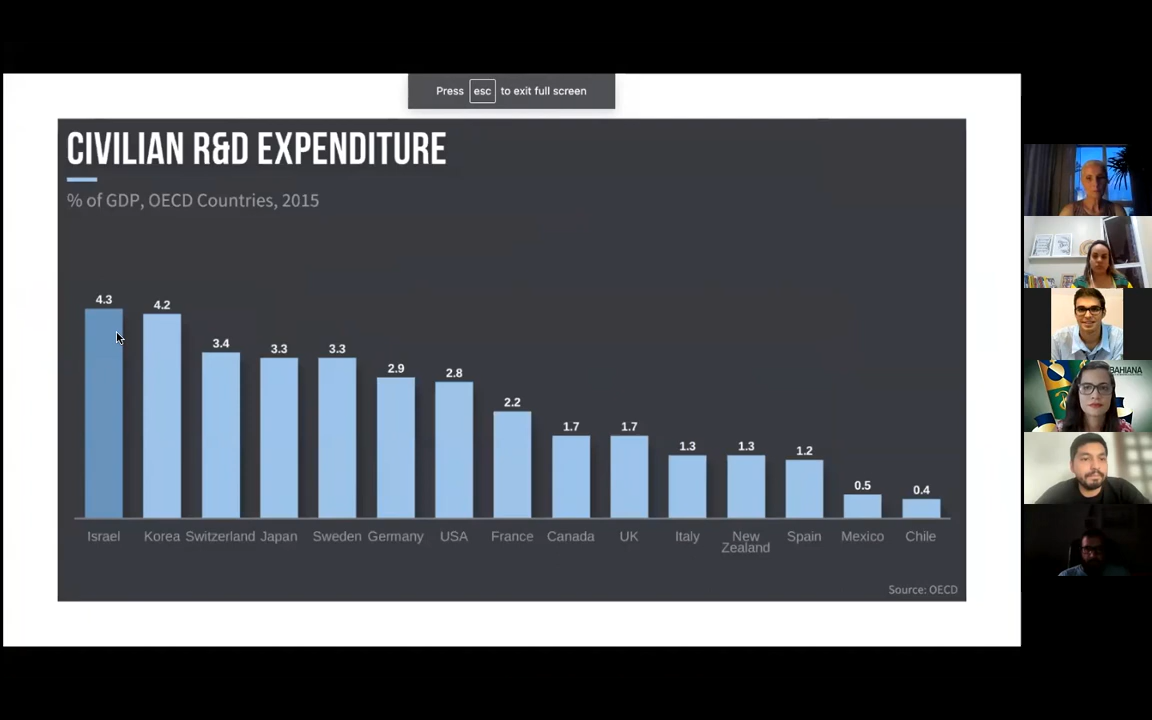 Press esc to exit full screen
CIVILIAN R&D EXPENDITURE
% of GDP, OECD Countries, 2015
4.3
4.2
3.4
3.3
3.3
2.9
2.8
2.2
1.7
1.7
1.3
1.3
1.2
0.5
0.4
Israel
Korea
Switzerland
Japan
Sweden
Germany
USA
France
Canada
UK
Italy
New
Zealand
Spain
Mexico
Chile
Source: OECD
BAHIANA